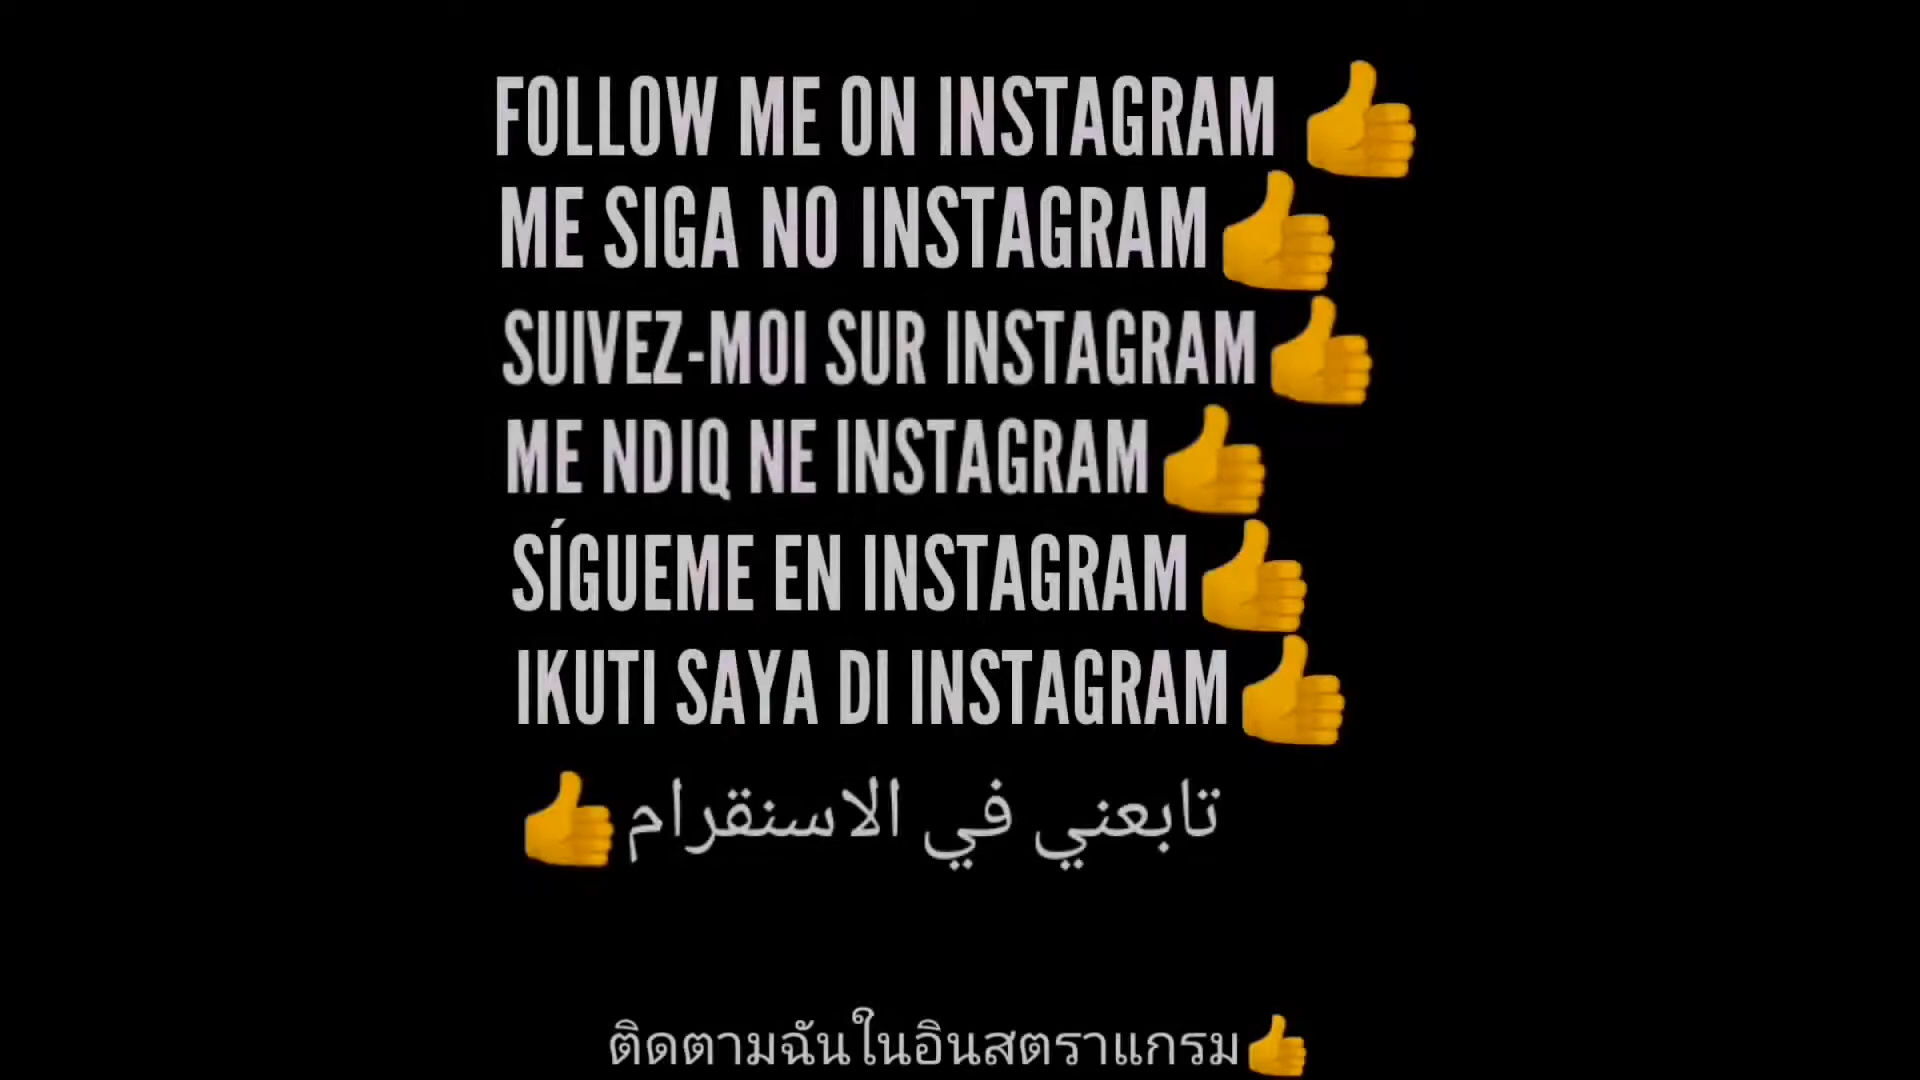 FOLLOW ME ON INSTAGRAM 👍
ME SIGA NO INSTAGRAM👍
SUIVEZ-MOI SUR INSTAGRAM👍
ME NDIQ NE INSTAGRAM👍
SÍGUEME EN INSTAGRAM👍
IKUTI SAYA DI INSTAGRAM👍
تابعني في الاسنقرام👍
ติดตามฉันในอินสตราแกรม👍